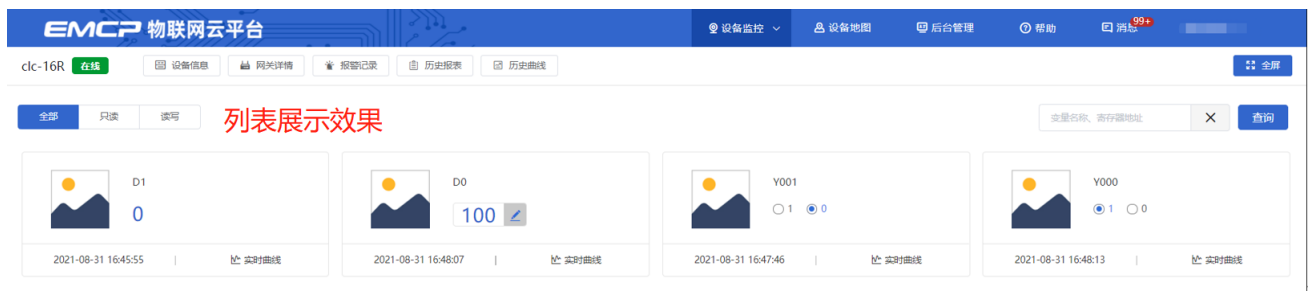 EMCP 物联网云平台 设备监控 设备地图 后台管理 帮助 消息 99+
clc-16R 在线 设备信息 网关详情 报警记录 历史报表 历史曲线 全屏
全部 只读 读写 列表展示效果 变量名称、寄存器地址 查询
D1 D0 Y001 Y000
0 100 1 0 1 0
2021-08-31 16:45:55 | 实时曲线 2021-08-31 16:48:07 | 实时曲线 2021-08-31 16:47:46 | 实时曲线 2021-08-31 16:48:13 | 实时曲线